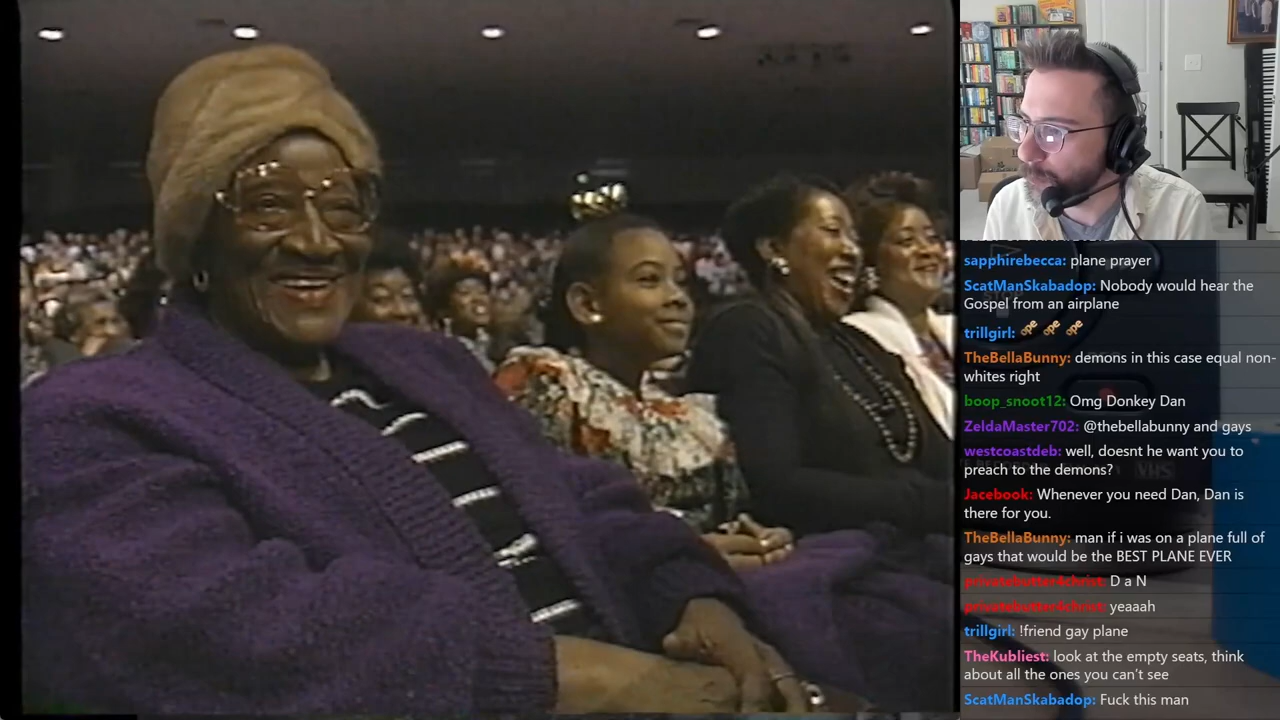 sapphirebecca: plane prayer
ScatManSkabadop: Nobody would hear the
Gospel from an airplane
trillgirl:
TheBellaBunny: demons in this case equal non-
whites right
boop_snoot12: Omg Donkey Dan
ZeldaMaster702: @thebellabunny and gays
westcoastdeb: well, doesnt he want you to
preach to the demons?
Jacebook: Whenever you need Dan, Dan is
there for you.
TheBellaBunny: man if i was on a plane full of
gays that would be the BEST PLANE EVER
privatebutter4christ: D a N
privatebutter4christ: yeaaah
trillgirl: !friend gay plane
TheKubliest: look at the empty seats, think
about all the ones you can't see
ScatManSkabadop: Fuck this man
VHS